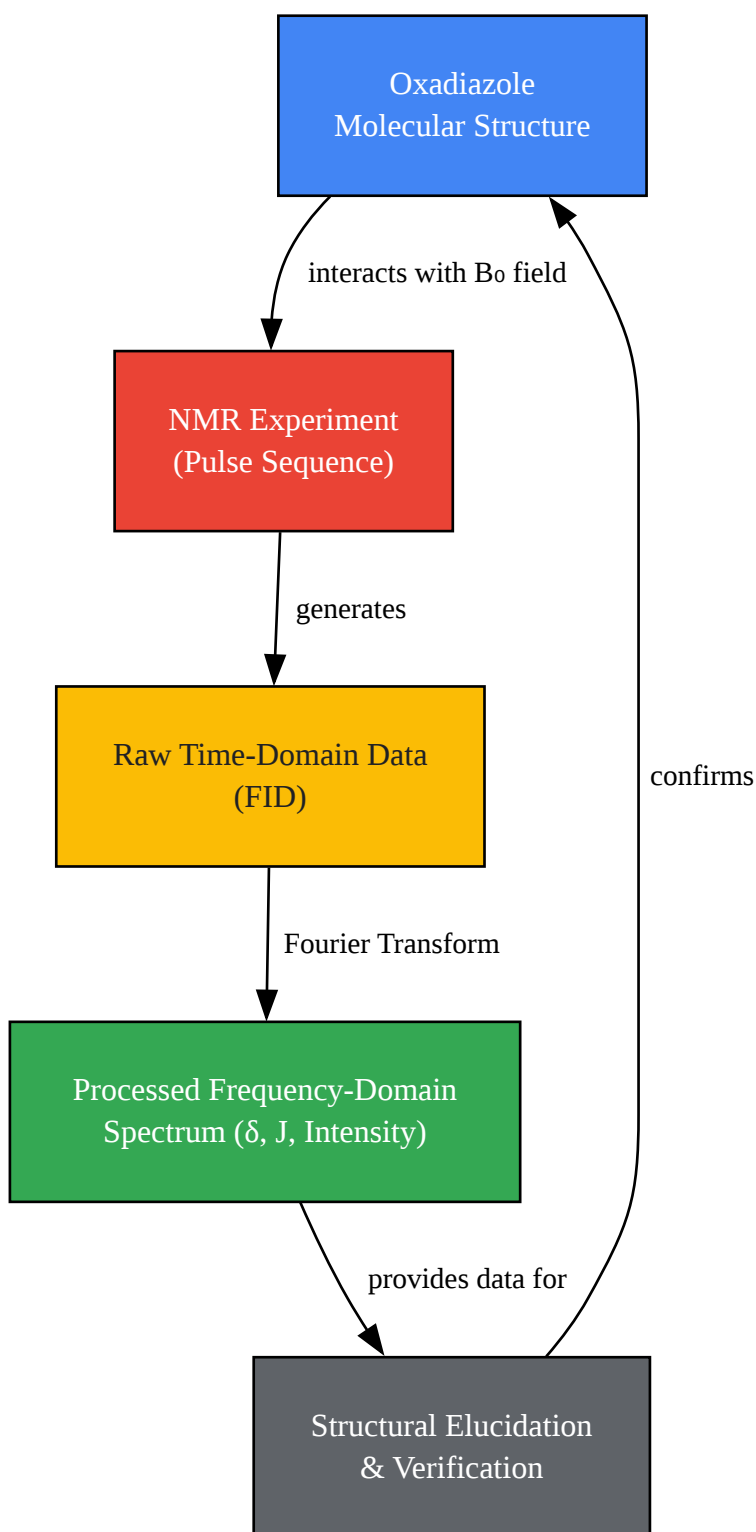 Oxadiazole
Molecular Structure
interacts with B₀ field
NMR Experiment
(Pulse Sequence)
generates
Raw Time-Domain Data
(FID)
confirms
Fourier Transform
Processed Frequency-Domain
Spectrum (δ, J, Intensity)
provides data for
Structural Elucidation
& Verification